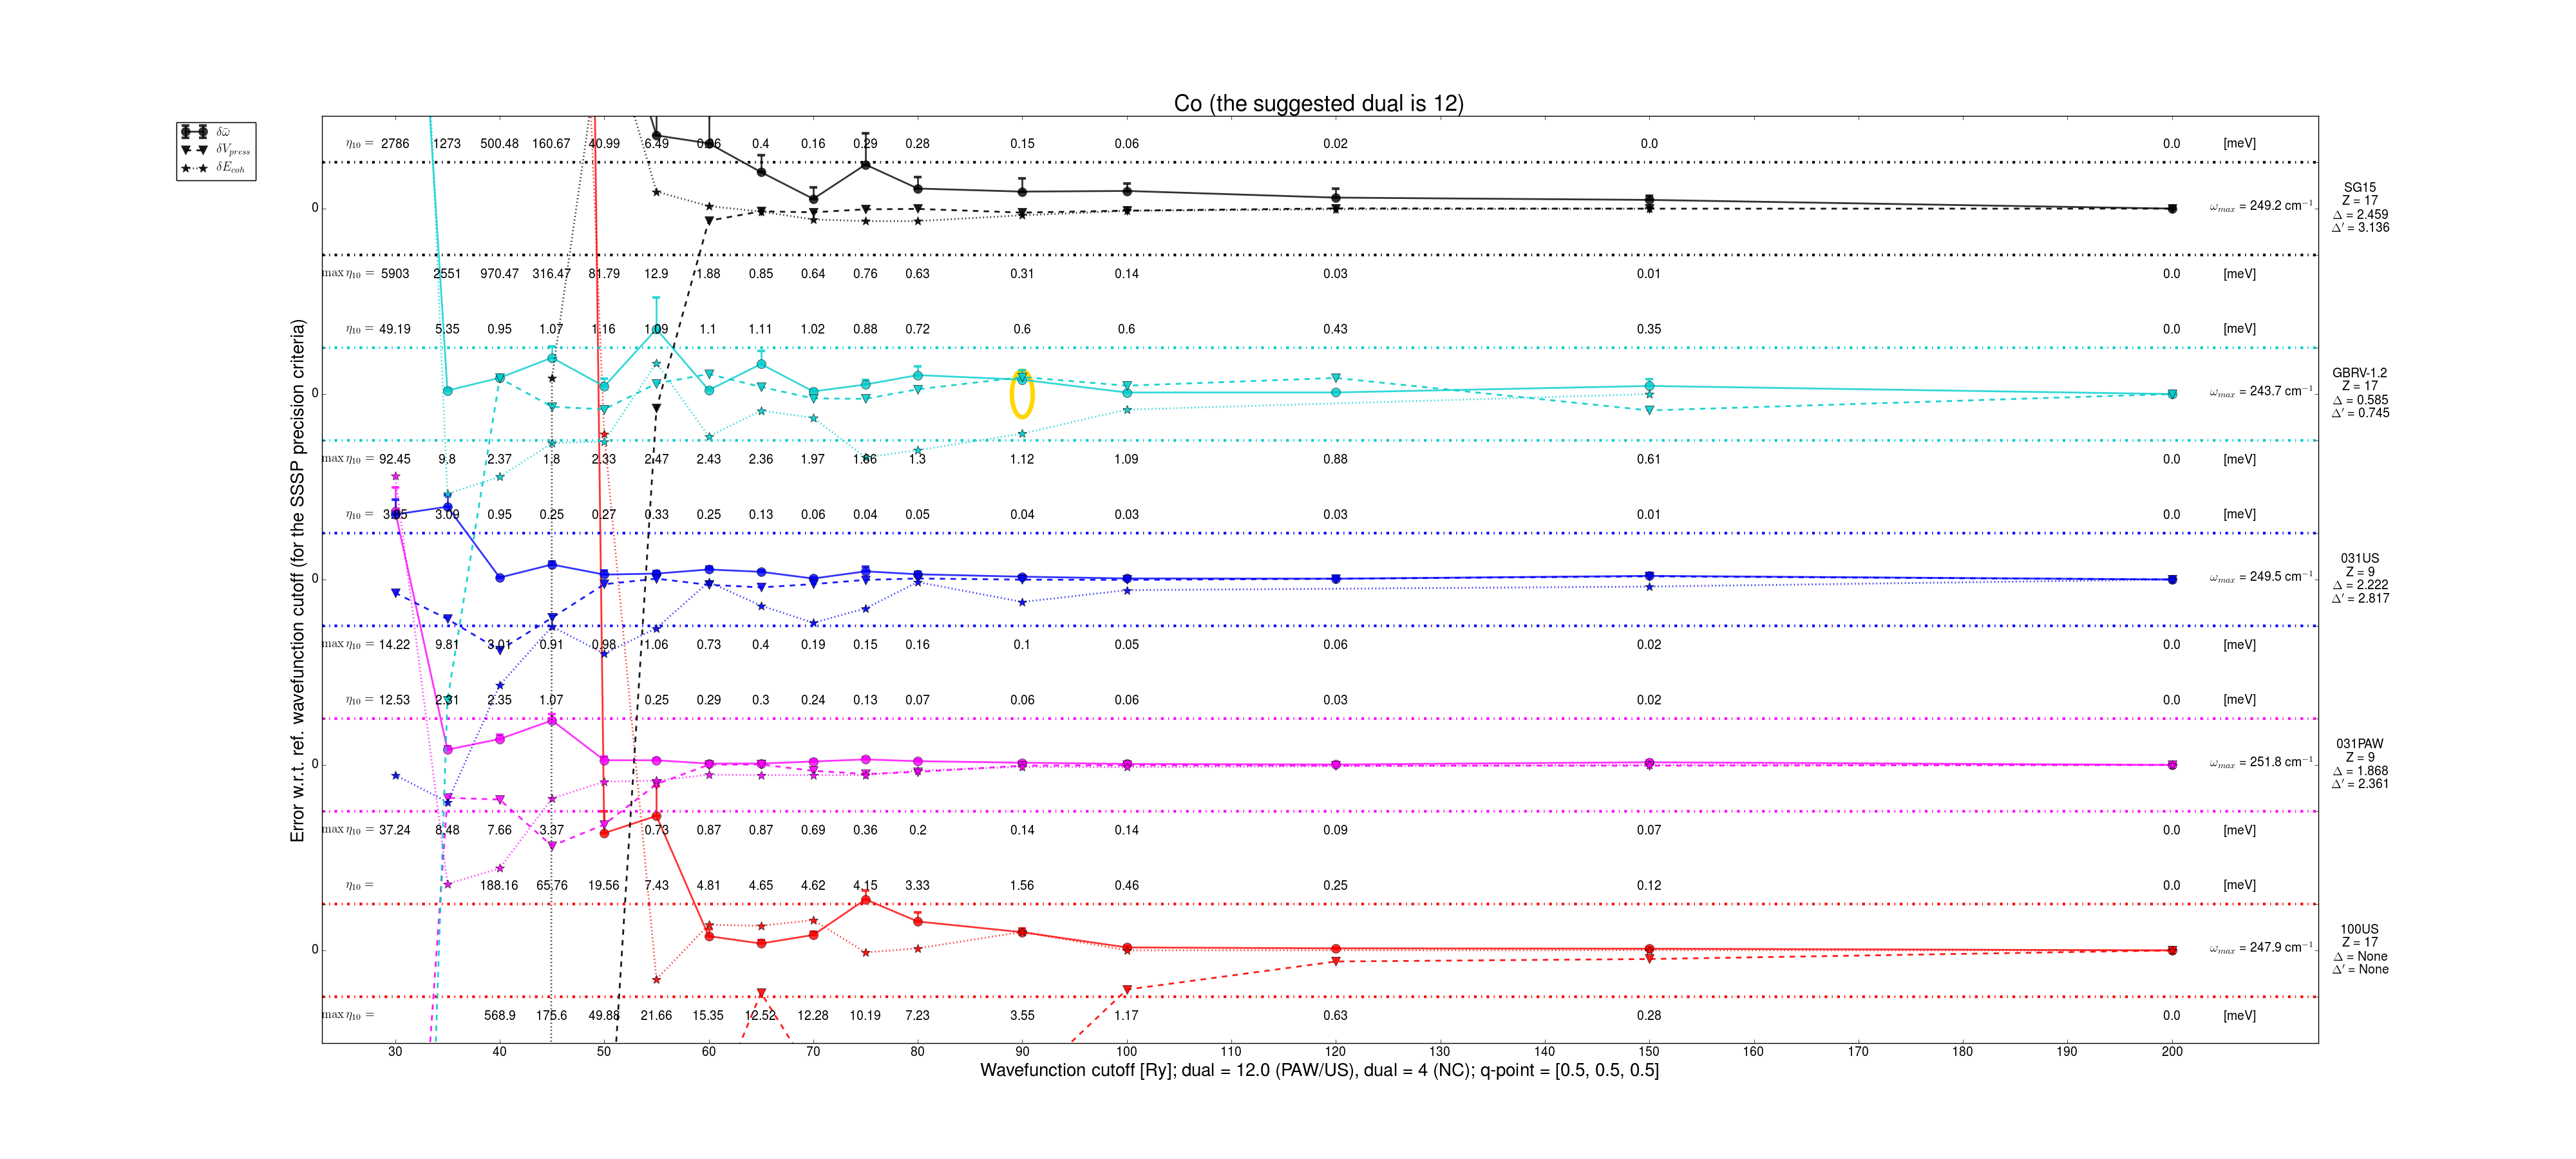 Co (the suggested dual is 12)
δω̄
δV_press
δE_coh
Error w.r.t. ref. wavefunction cutoff (for the SSSP precision criteria)
η₁₀ = 2786 1273 500.48 160.67 40.99 6.49 0.4 0.16 0.29 0.28 0.15 0.06 0.02 0.0 0.0 [meV]
0
ω_max = 249.2 cm⁻¹
SG15
Z = 17
Δ = 2.459
Δ′ = 3.136
max η₁₀ = 5903 2551 970.47 316.47 81.79 12.9 1.88 0.85 0.64 0.76 0.63 0.31 0.14 0.03 0.01 0.0 [meV]
η₁₀ = 49.19 5.35 0.95 1.07 1.16 1.09 1.1 1.11 1.02 0.88 0.72 0.6 0.6 0.43 0.35 0.0 [meV]
0
ω_max = 243.7 cm⁻¹
GBRV-1.2
Z = 17
Δ = 0.585
Δ′ = 0.745
max η₁₀ = 92.45 9.8 2.37 1.8 2.33 2.47 2.43 2.36 1.97 1.66 1.3 1.12 1.09 0.88 0.61 0.0 [meV]
η₁₀ = 3.09 0.95 0.25 0.27 0.33 0.25 0.13 0.06 0.04 0.05 0.04 0.03 0.03 0.01 0.0 [meV]
0
ω_max = 249.5 cm⁻¹
031US
Z = 9
Δ = 2.222
Δ′ = 2.817
max η₁₀ = 14.22 9.81 3.01 0.91 0.98 1.06 0.73 0.4 0.19 0.15 0.16 0.1 0.05 0.06 0.02 0.0 [meV]
η₁₀ = 12.53 2.31 2.35 1.07 0.25 0.29 0.3 0.24 0.13 0.07 0.06 0.06 0.03 0.02 0.0 [meV]
0
ω_max = 251.8 cm⁻¹
031PAW
Z = 9
Δ = 1.868
Δ′ = 2.361
max η₁₀ = 37.24 8.48 7.66 3.37 0.73 0.87 0.87 0.69 0.36 0.2 0.14 0.14 0.09 0.07 0.0 [meV]
η₁₀ = 188.16 65.76 19.56 7.43 4.81 4.65 4.62 4.15 3.33 1.56 0.46 0.25 0.12 0.0 [meV]
0
ω_max = 247.9 cm⁻¹
100US
Z = 17
Δ = None
Δ′ = None
max η₁₀ = 568.9 175.6 49.88 21.66 15.35 12.52 12.28 10.19 7.23 3.55 1.17 0.63 0.28 0.0 [meV]
30 40 50 60 70 80 90 100 110 120 130 140 150 160 170 180 190 200
Wavefunction cutoff [Ry]; dual = 12.0 (PAW/US), dual = 4 (NC); q-point = [0.5, 0.5, 0.5]